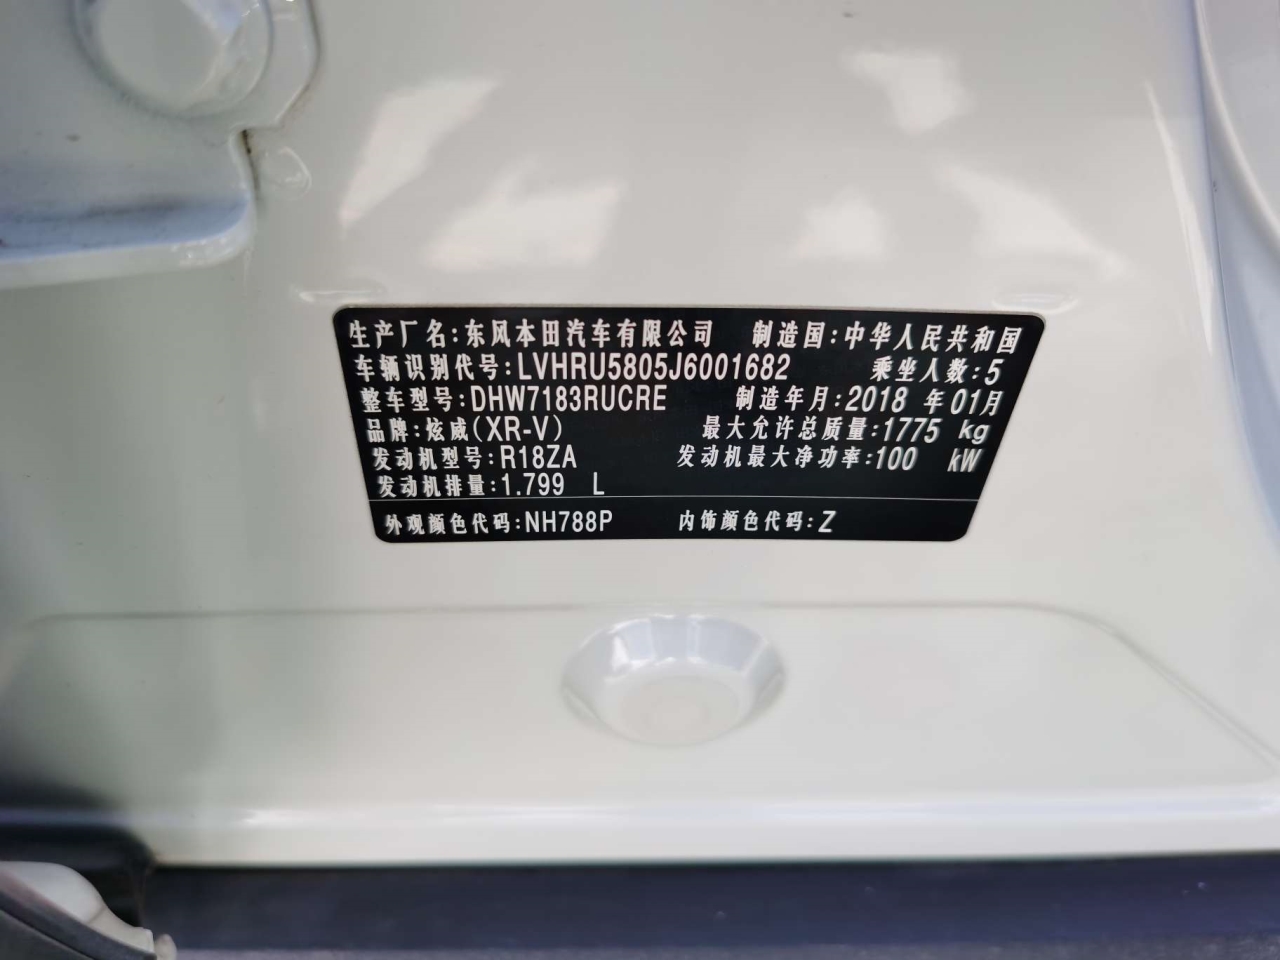 生产厂名:东风本田汽车有限公司 制造国:中华人民共和国
车辆识别代号:LVHRU5805J6001682 乘坐人数:5
整车型号:DHW7183RUCRE 制造年月:2018 年 01月
品牌:炫威(XR-V) 最大允许总质量:1775 kg
发动机型号:R18ZA 发动机最大净功率:100 kW
发动机排量:1.799 L
外观颜色代码:NH788P 内饰颜色代码:Z